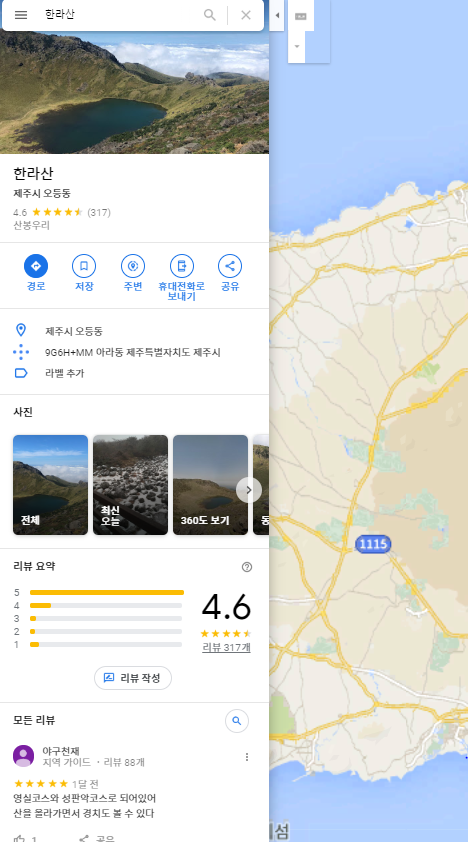 한라산
한라산
제주시 오등동
4.6 ★★★★★ (317)
산봉우리
경로
저장
주변
휴대전화로
보내기
공유
제주시 오등동
9G6H+MM 아라동 제주특별자치도 제주시
라벨 추가
사진
전체
최신
오늘
360도 보기
동
리뷰 요약
5
4
3
2
1
4.6
리뷰 317개
리뷰 작성
모든 리뷰
야구천재
지역 가이드 ・리뷰 88개
★★★★★ 1달 전
영실코스와 성판악코스로 되어있어
산을 올라가면서 경치도 볼 수 있다
1
공유
1115
섬